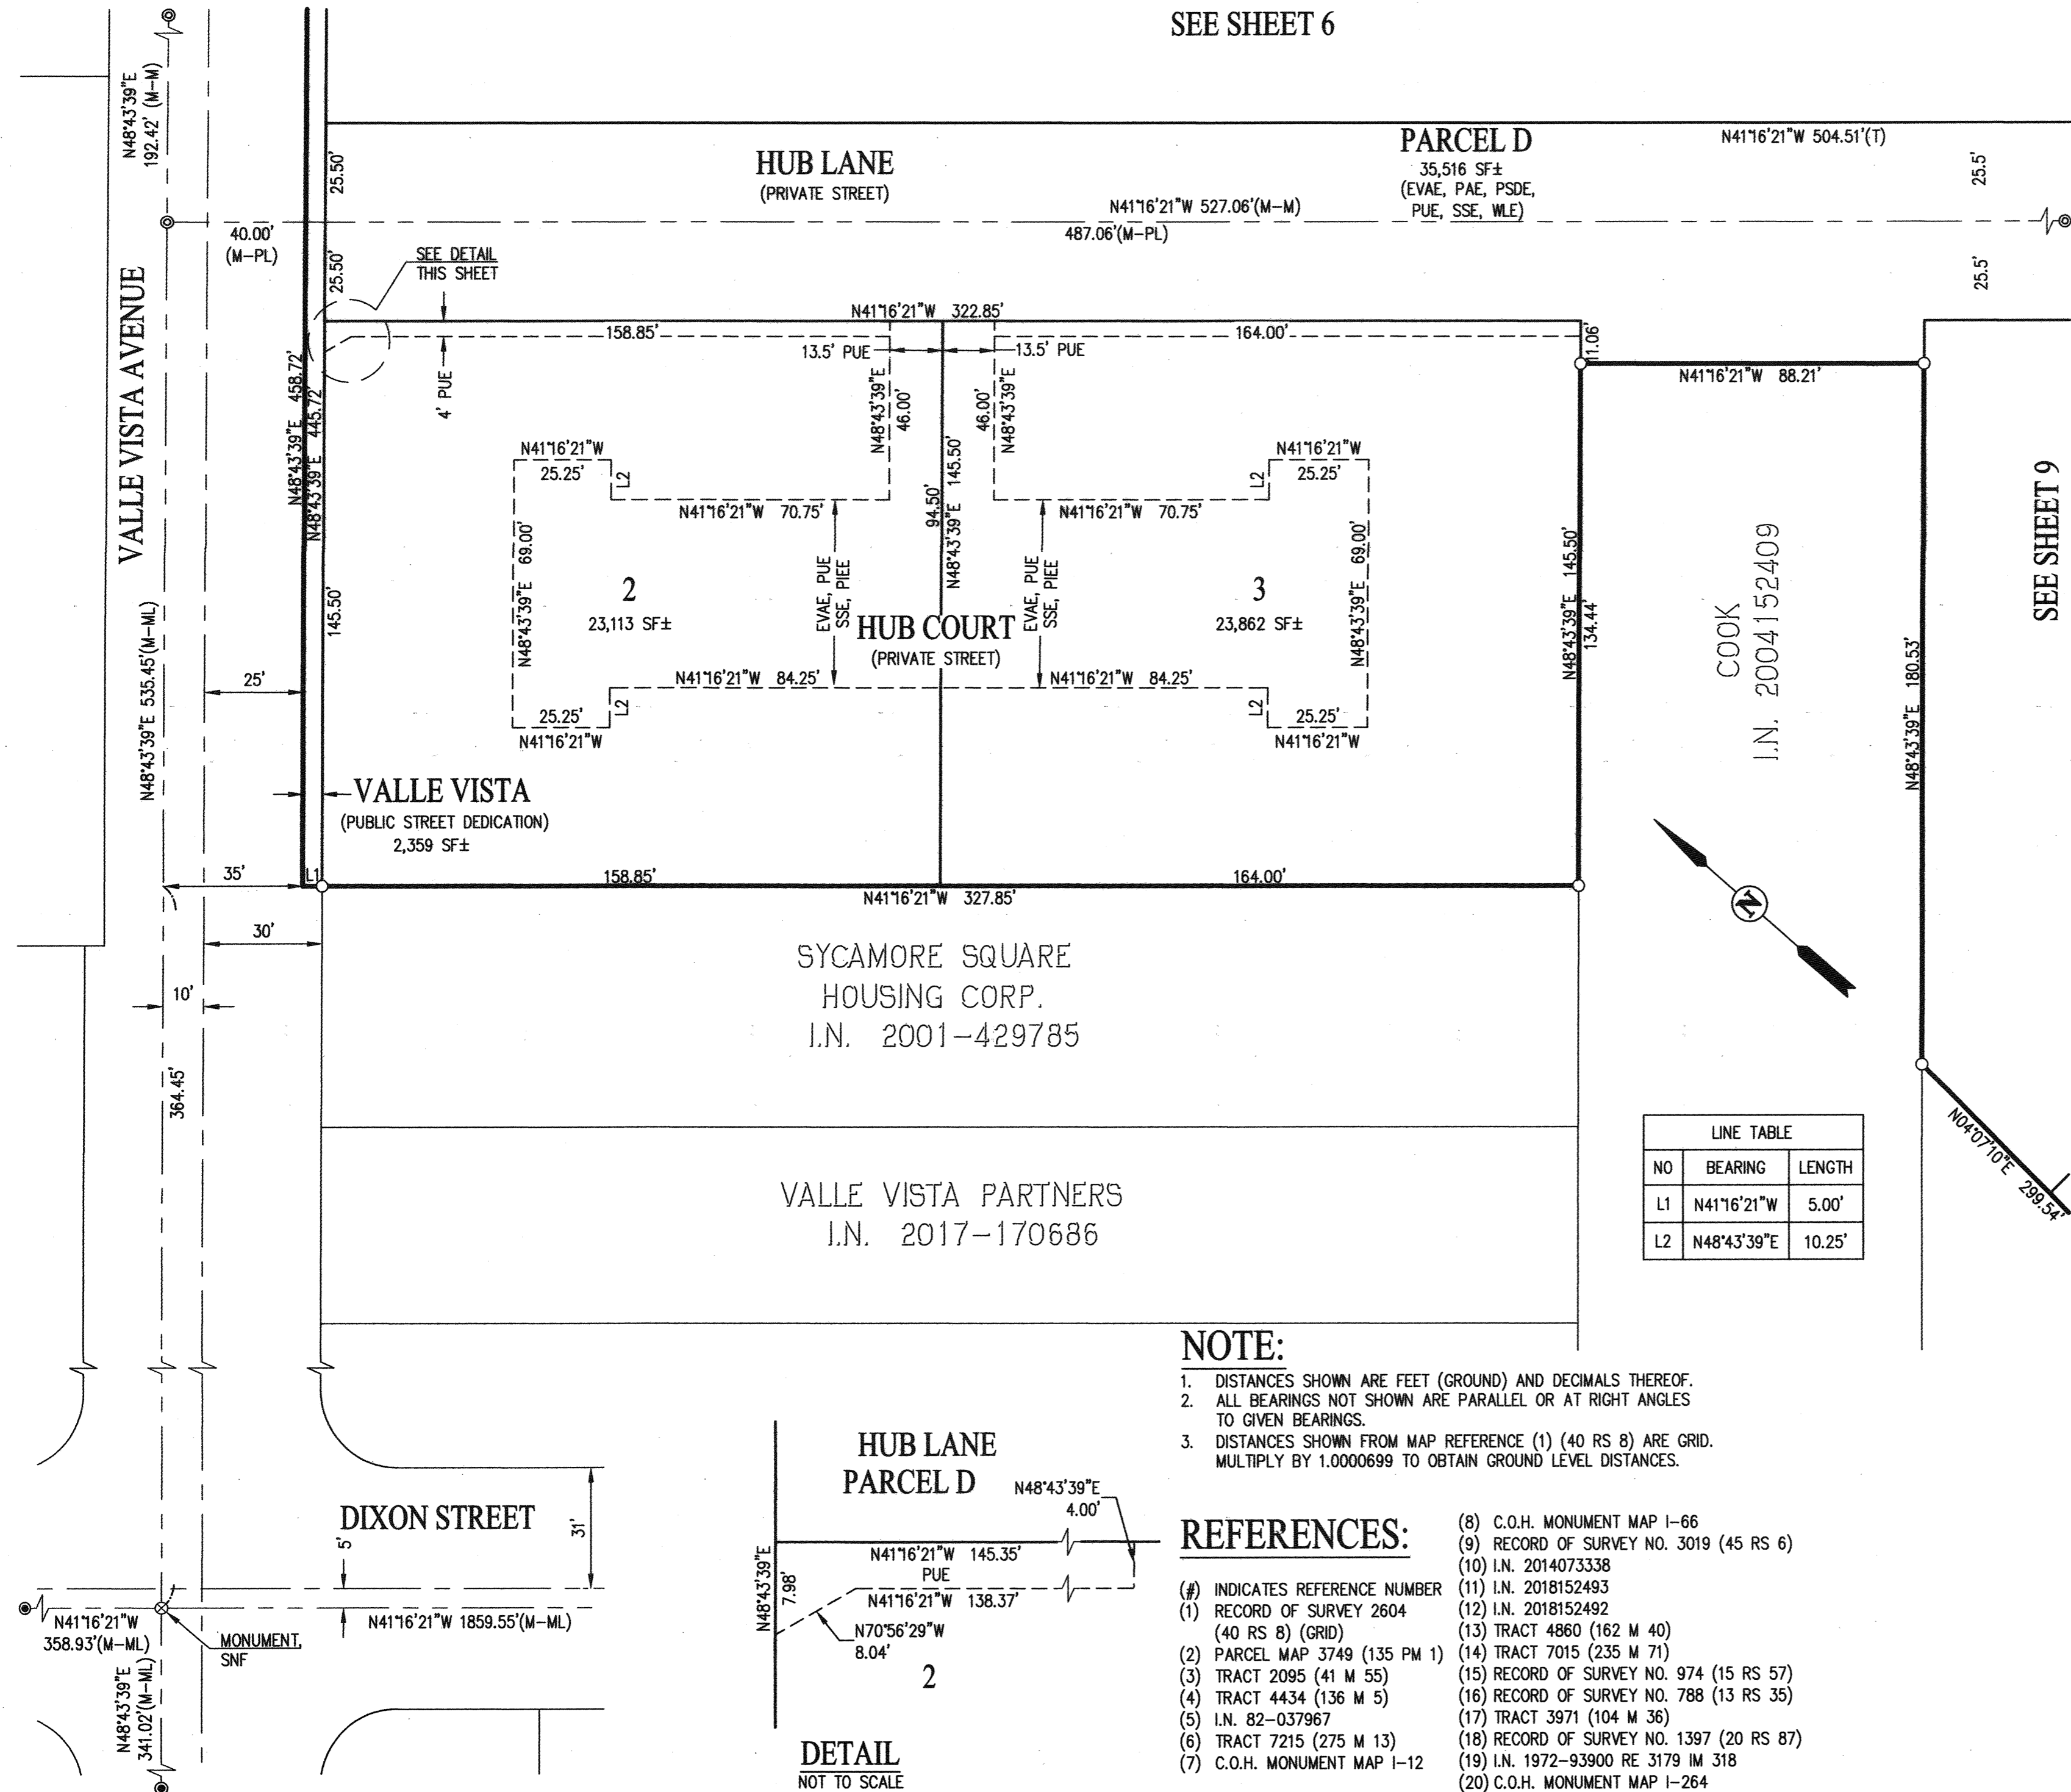 SEE SHEET 6
N48°43'39"E
192.42' (M-M)
25.50'
HUB LANE
(PRIVATE STREET)
PARCEL D
35,516 SF±
(EVAE, PAE, PSDE,
PUE, SSE, WLE)
N41°16'21"W 504.51'(T)
25.5'
N41°16'21"W 527.06'(M-M)
487.06'(M-PL)
40.00'
(M-PL)
25.50'
25.5'
SEE DETAIL
THIS SHEET
VALLE VISTA AVENUE
N41°16'21"W 322.85'
158.85'
164.00'
13.5' PUE
13.5' PUE
11.06'
N41°16'21"W 88.21'
4' PUE
N48°43'39"E 458.72'
N48°43'39"E 445.72'
N48°43'39"E
46.00'
46.00'
N48°43'39"E
N41°16'21"W
25.25'
L2
N41°16'21"W 70.75'
94.50'
N48°43'39"E 145.50'
N41°16'21"W 70.75'
L2
N41°16'21"W
25.25'
SEE SHEET 9
N48°43'39"E 69.00'
2
23,113 SF±
EVAE, PUE
SSE, PIEE
HUB COURT
(PRIVATE STREET)
EVAE, PUE
SSE, PIEE
3
23,862 SF±
N48°43'39"E 69.00'
N48°43'39"E 145.50'
134.44'
COOK
I.N. 2004152409
N48°43'39"E 180.53'
145.50'
N48°43'39"E 535.45'(M-ML)
25'
N41°16'21"W 84.25'
N41°16'21"W 84.25'
L2
25.25'
N41°16'21"W
L2
25.25'
N41°16'21"W
VALLE VISTA
(PUBLIC STREET DEDICATION)
2,359 SF±
35'
L1
158.85'
164.00'
N41°16'21"W 327.85'
N
30'
10'
364.45'
SYCAMORE SQUARE
HOUSING CORP.
I.N. 2001-429785
N04°07'10"E 299.54'
VALLE VISTA PARTNERS
I.N. 2017-170686
LINE TABLE
NO BEARING LENGTH
L1 N41°16'21"W 5.00'
L2 N48°43'39"E 10.25'
NOTE:
1. DISTANCES SHOWN ARE FEET (GROUND) AND DECIMALS THEREOF.
2. ALL BEARINGS NOT SHOWN ARE PARALLEL OR AT RIGHT ANGLES
TO GIVEN BEARINGS.
3. DISTANCES SHOWN FROM MAP REFERENCE (1) (40 RS 8) ARE GRID.
MULTIPLY BY 1.0000699 TO OBTAIN GROUND LEVEL DISTANCES.
DIXON STREET
31'
5'
N41°16'21"W
358.93'(M-ML)
N41°16'21"W 1859.55'(M-ML)
MONUMENT,
SNF
N48°43'39"E
341.02'(M-ML)
HUB LANE
PARCEL D
N48°43'39"E
4.00'
N41°16'21"W 145.35'
PUE
N41°16'21"W 138.37'
N48°43'39"E
7.98'
N70°56'29"W
8.04'
2
DETAIL
NOT TO SCALE
REFERENCES:
(#) INDICATES REFERENCE NUMBER
(1) RECORD OF SURVEY 2604
(40 RS 8) (GRID)
(2) PARCEL MAP 3749 (135 PM 1)
(3) TRACT 2095 (41 M 55)
(4) TRACT 4434 (136 M 5)
(5) I.N. 82-037967
(6) TRACT 7215 (275 M 13)
(7) C.O.H. MONUMENT MAP I-12
(8) C.O.H. MONUMENT MAP I-66
(9) RECORD OF SURVEY NO. 3019 (45 RS 6)
(10) I.N. 2014073338
(11) I.N. 2018152493
(12) I.N. 2018152492
(13) TRACT 4860 (162 M 40)
(14) TRACT 7015 (235 M 71)
(15) RECORD OF SURVEY NO. 974 (15 RS 57)
(16) RECORD OF SURVEY NO. 788 (13 RS 35)
(17) TRACT 3971 (104 M 36)
(18) RECORD OF SURVEY NO. 1397 (20 RS 87)
(19) I.N. 1972-93900 RE 3179 IM 318
(20) C.O.H. MONUMENT MAP I-264